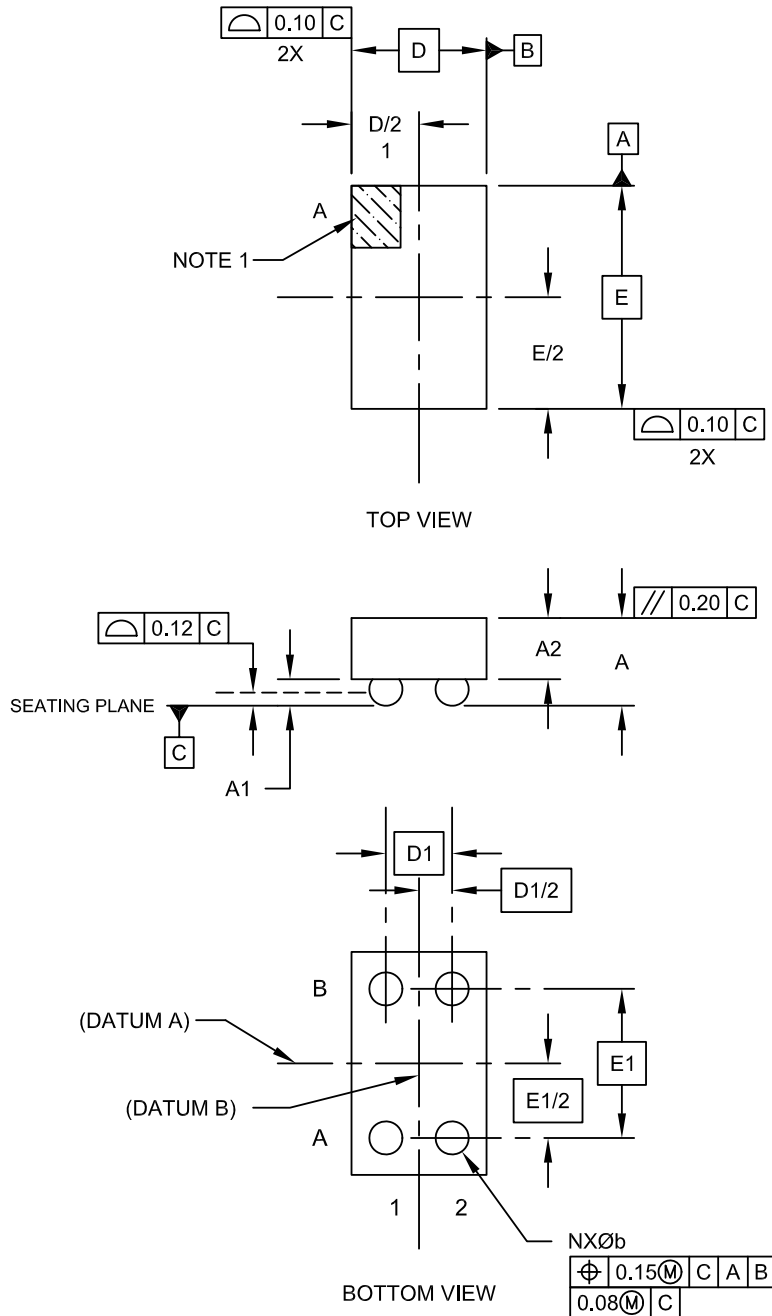 ⌓ 0.10 C
2X
D
B
D/2
1
A
A
NOTE 1
E
E/2
⌓ 0.10 C
2X
TOP VIEW
// 0.20 C
⌓ 0.12 C
A2
A
SEATING PLANE
C
A1
D1
D1/2
B
(DATUM A)
E1
(DATUM B)
E1/2
A
1 2
NXØb
⌖ 0.15Ⓜ C A B
0.08Ⓜ C
BOTTOM VIEW